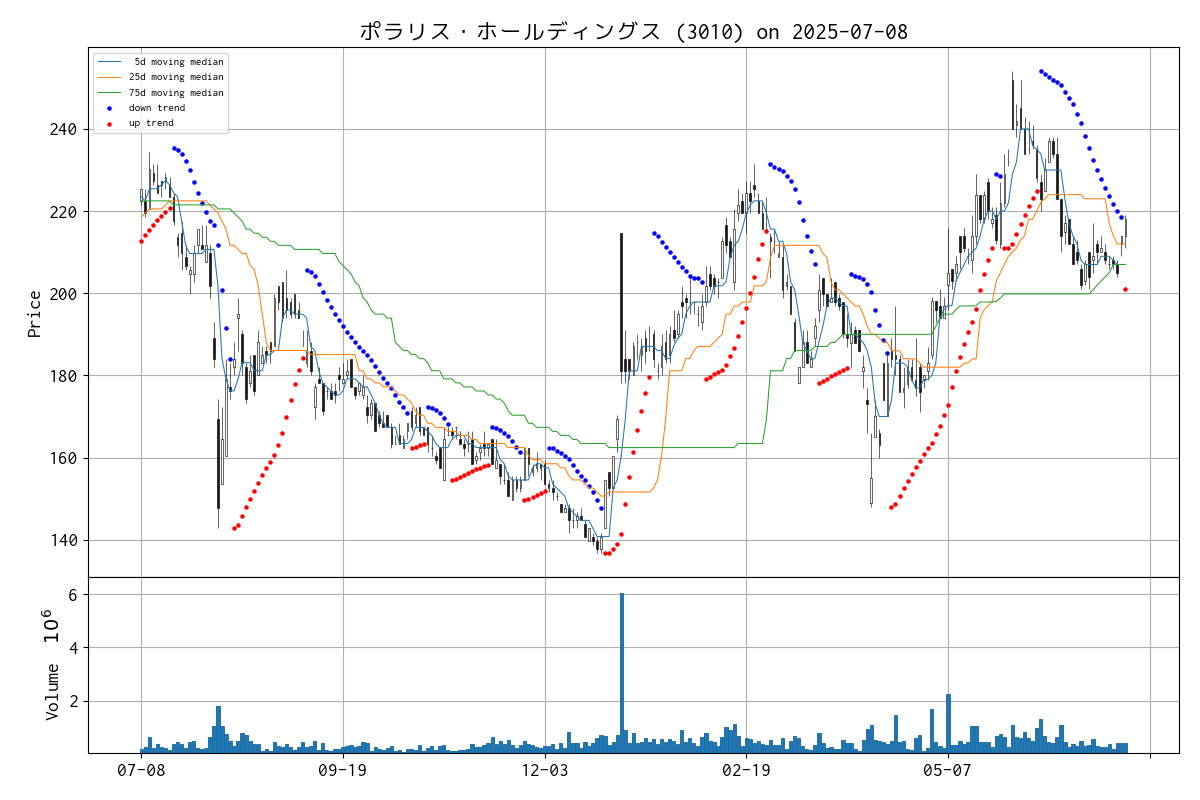 ポラリス・ホールディングス (3010) on 2025-07-08
5d moving median
25d moving median
75d moving median
down trend
up trend
Price
240
220
200
180
160
140
Volume 10^6
6
4
2
07-08
09-19
12-03
02-19
05-07